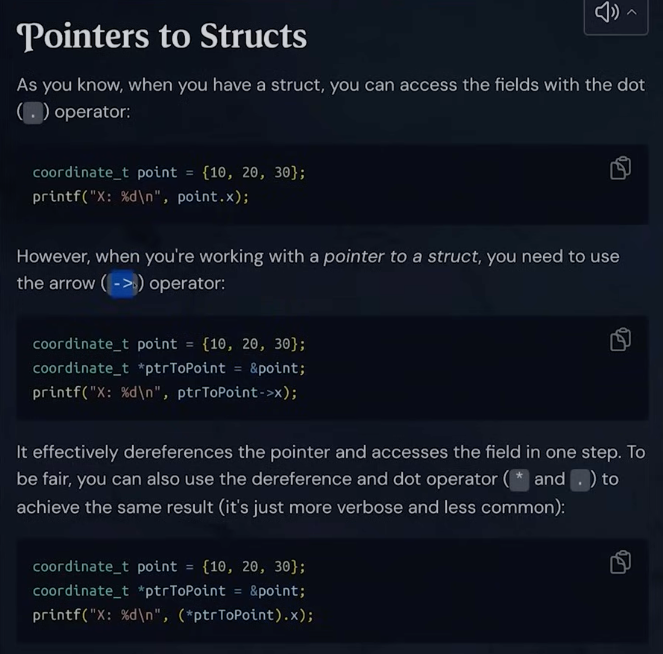 Pointers to Structs
As you know, when you have a struct, you can access the fields with the dot
( . ) operator:
coordinate_t point = {10, 20, 30};
printf("X: %d\n", point.x);
However, when you're working with a pointer to a struct, you need to use
the arrow ( -> ) operator:
coordinate_t point = {10, 20, 30};
coordinate_t *ptrToPoint = &point;
printf("X: %d\n", ptrToPoint->x);
It effectively dereferences the pointer and accesses the field in one step. To
be fair, you can also use the dereference and dot operator ( * and . ) to
achieve the same result (it's just more verbose and less common):
coordinate_t point = {10, 20, 30};
coordinate_t *ptrToPoint = &point;
printf("X: %d\n", (*ptrToPoint).x);